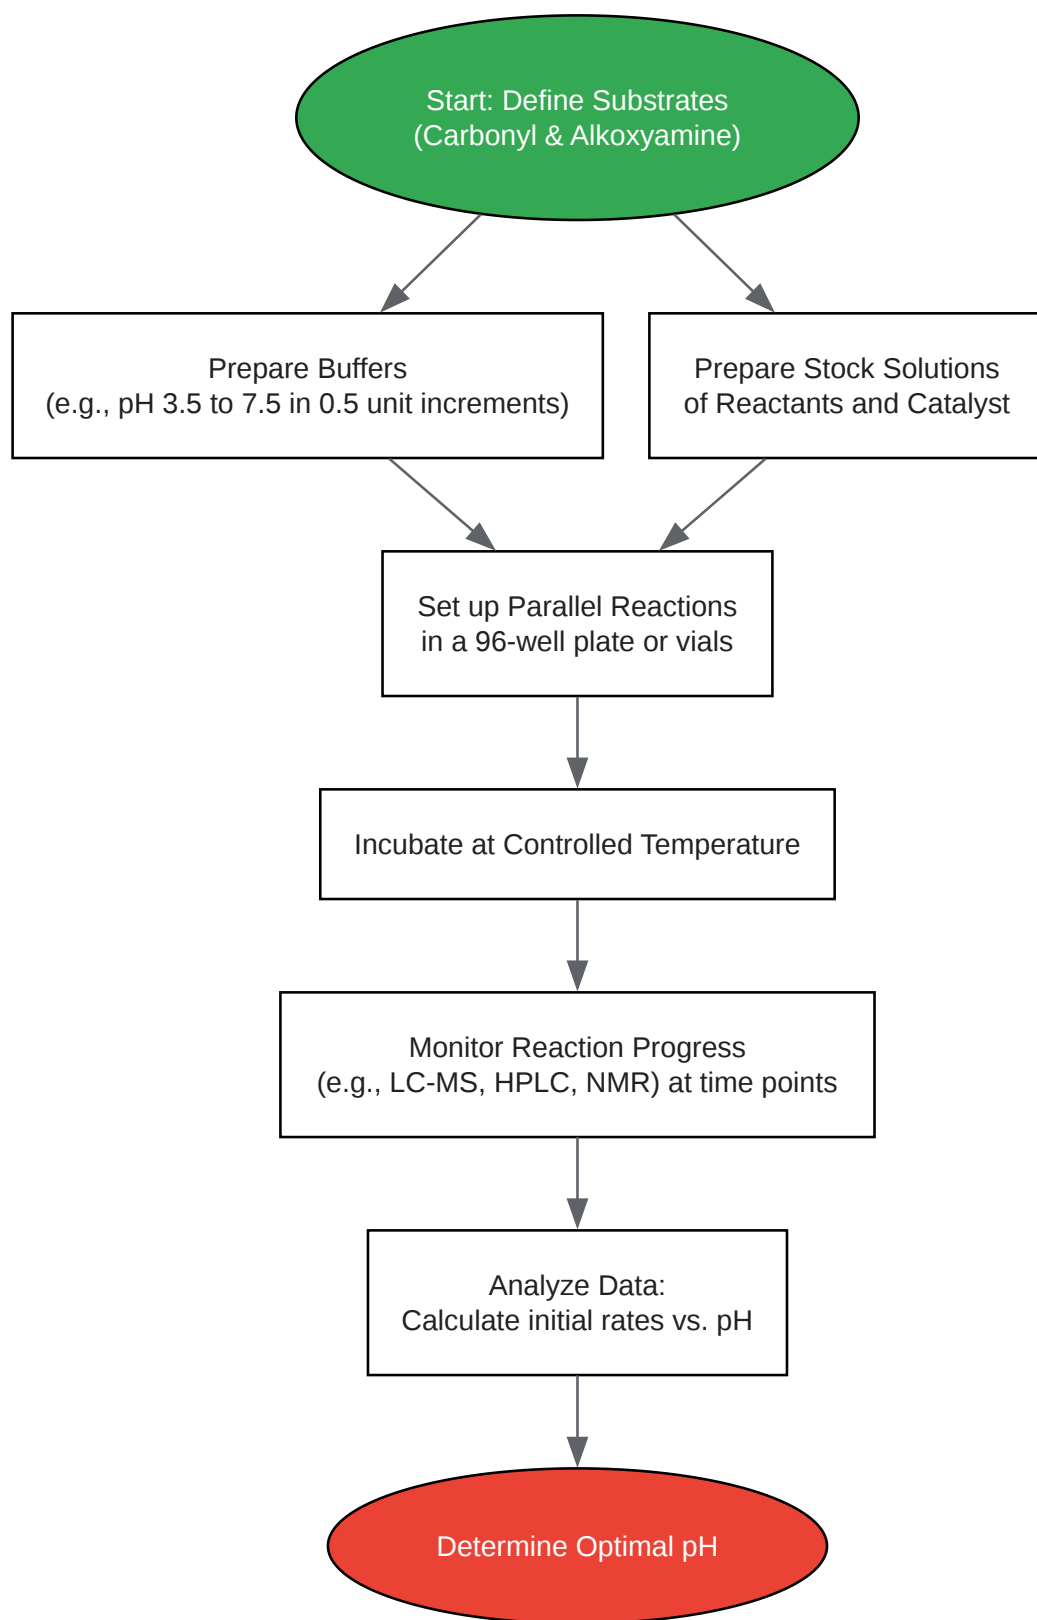 Start: Define Substrates
(Carbonyl & Alkoxyamine)
Prepare Buffers
(e.g., pH 3.5 to 7.5 in 0.5 unit increments)
Prepare Stock Solutions
of Reactants and Catalyst
Set up Parallel Reactions
in a 96-well plate or vials
Incubate at Controlled Temperature
Monitor Reaction Progress
(e.g., LC-MS, HPLC, NMR) at time points
Analyze Data:
Calculate initial rates vs. pH
Determine Optimal pH